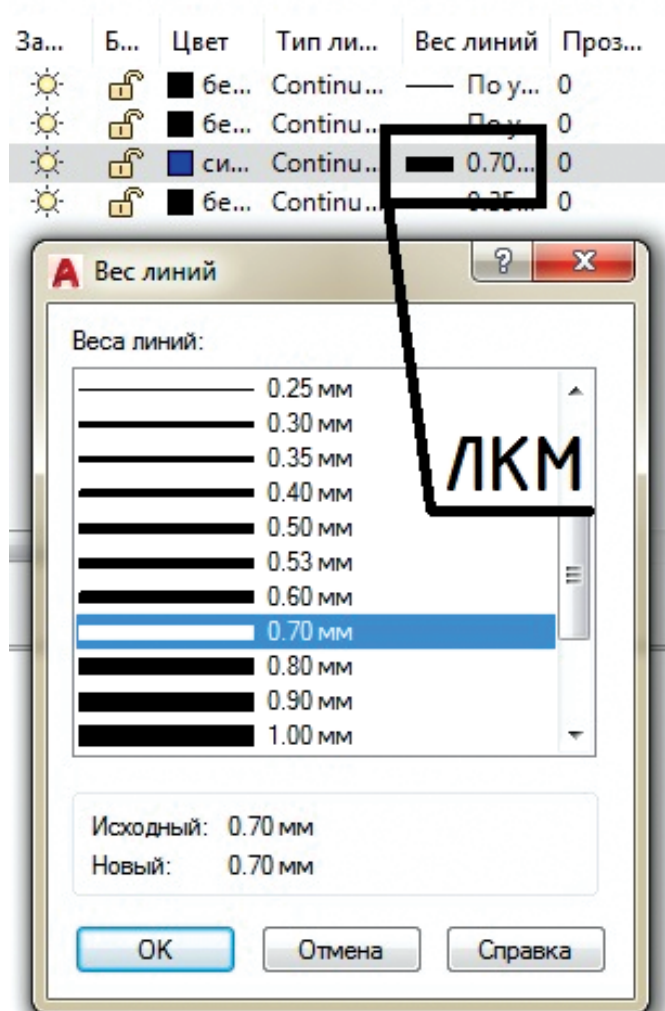 За... Б... Цвет Тип ли... Вес линий Проз...
бе... Continu... По у... 0
бе... Continu... По у... 0
си... Continu... 0.70... 0
бе... Continu... 0.35... 0
Вес линий
Веса линий:
0.25 мм
0.30 мм
0.35 мм
0.40 мм
0.50 мм
0.53 мм
0.60 мм
0.70 мм
0.80 мм
0.90 мм
1.00 мм
ЛКМ
Исходный: 0.70 мм
Новый: 0.70 мм
OK Отмена Справка